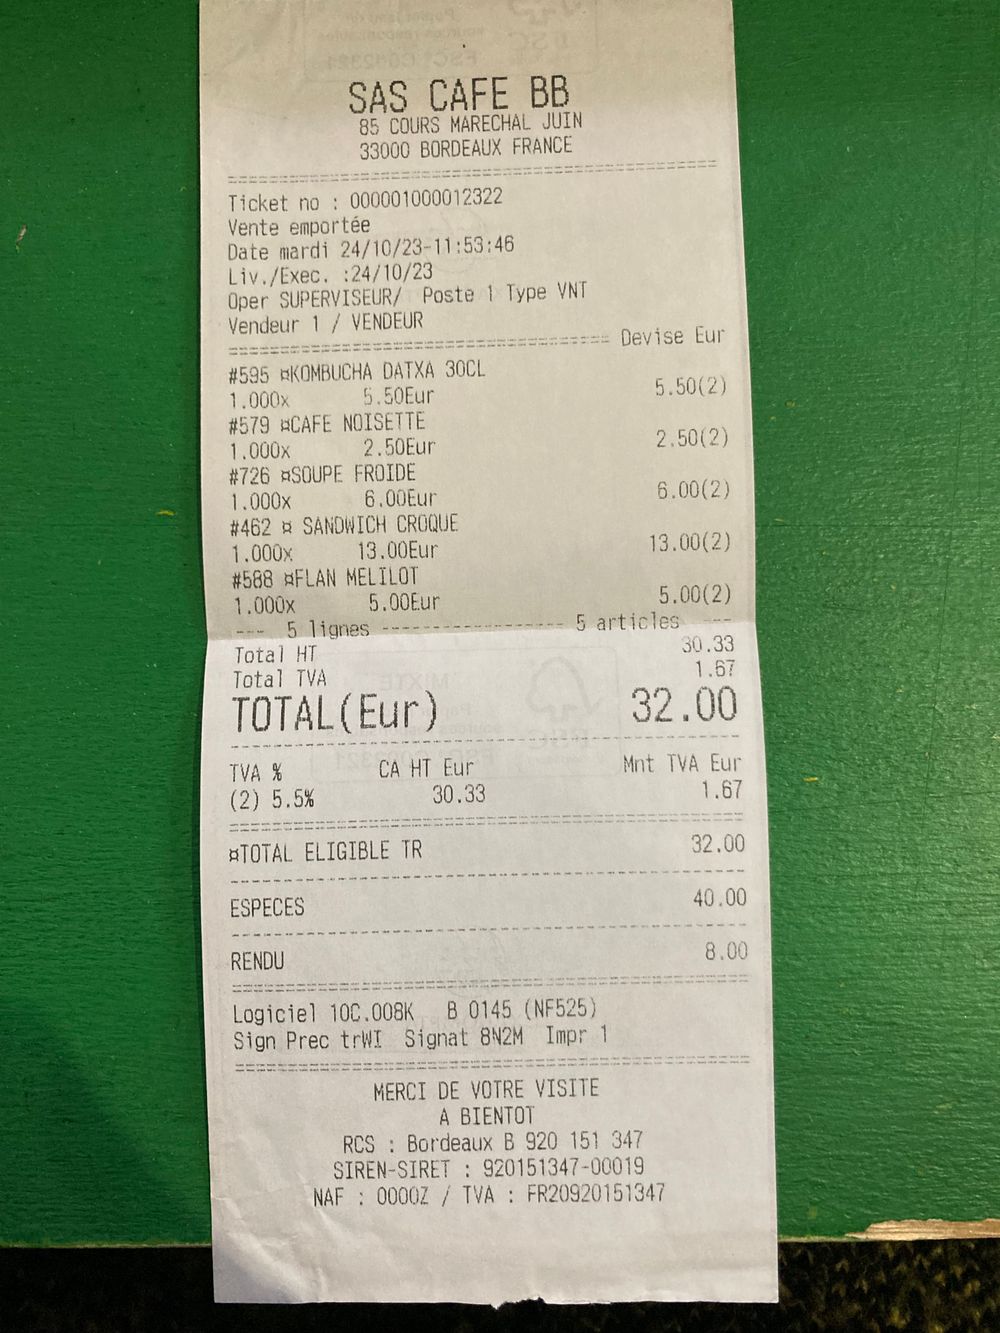 SAS CAFE BB
85 COURS MARECHAL JUIN
33000 BORDEAUX FRANCE
Ticket no : 000001000012322
Vente emportée
Date mardi 24/10/23-11:53:46
Liv./Exec. :24/10/23
Oper SUPERVISEUR/ Poste 1 Type VNT
Vendeur 1 / VENDEUR
Devise Eur
#595 ¤KOMBUCHA DATXA 30CL
1.000x 5.50Eur 5.50(2)
#579 ¤CAFE NOISETTE
1.000x 2.50Eur 2.50(2)
#726 ¤SOUPE FROIDE
1.000x 6.00Eur 6.00(2)
#462 ¤ SANDWICH CROQUE
1.000x 13.00Eur 13.00(2)
#588 ¤FLAN MELILOT
1.000x 5.00Eur 5.00(2)
--- 5 lignes ----------------- 5 articles ---
Total HT 30.33
Total TVA 1.67
TOTAL(Eur) 32.00
TVA % CA HT Eur Mnt TVA Eur
(2) 5.5% 30.33 1.67
¤TOTAL ELIGIBLE TR 32.00
ESPECES 40.00
RENDU 8.00
Logiciel 10C.008K B 0145 (NF525)
Sign Prec trWI Signat 8N2M Impr 1
MERCI DE VOTRE VISITE
A BIENTOT
RCS : Bordeaux B 920 151 347
SIREN-SIRET : 920151347-00019
NAF : 0000Z / TVA : FR20920151347